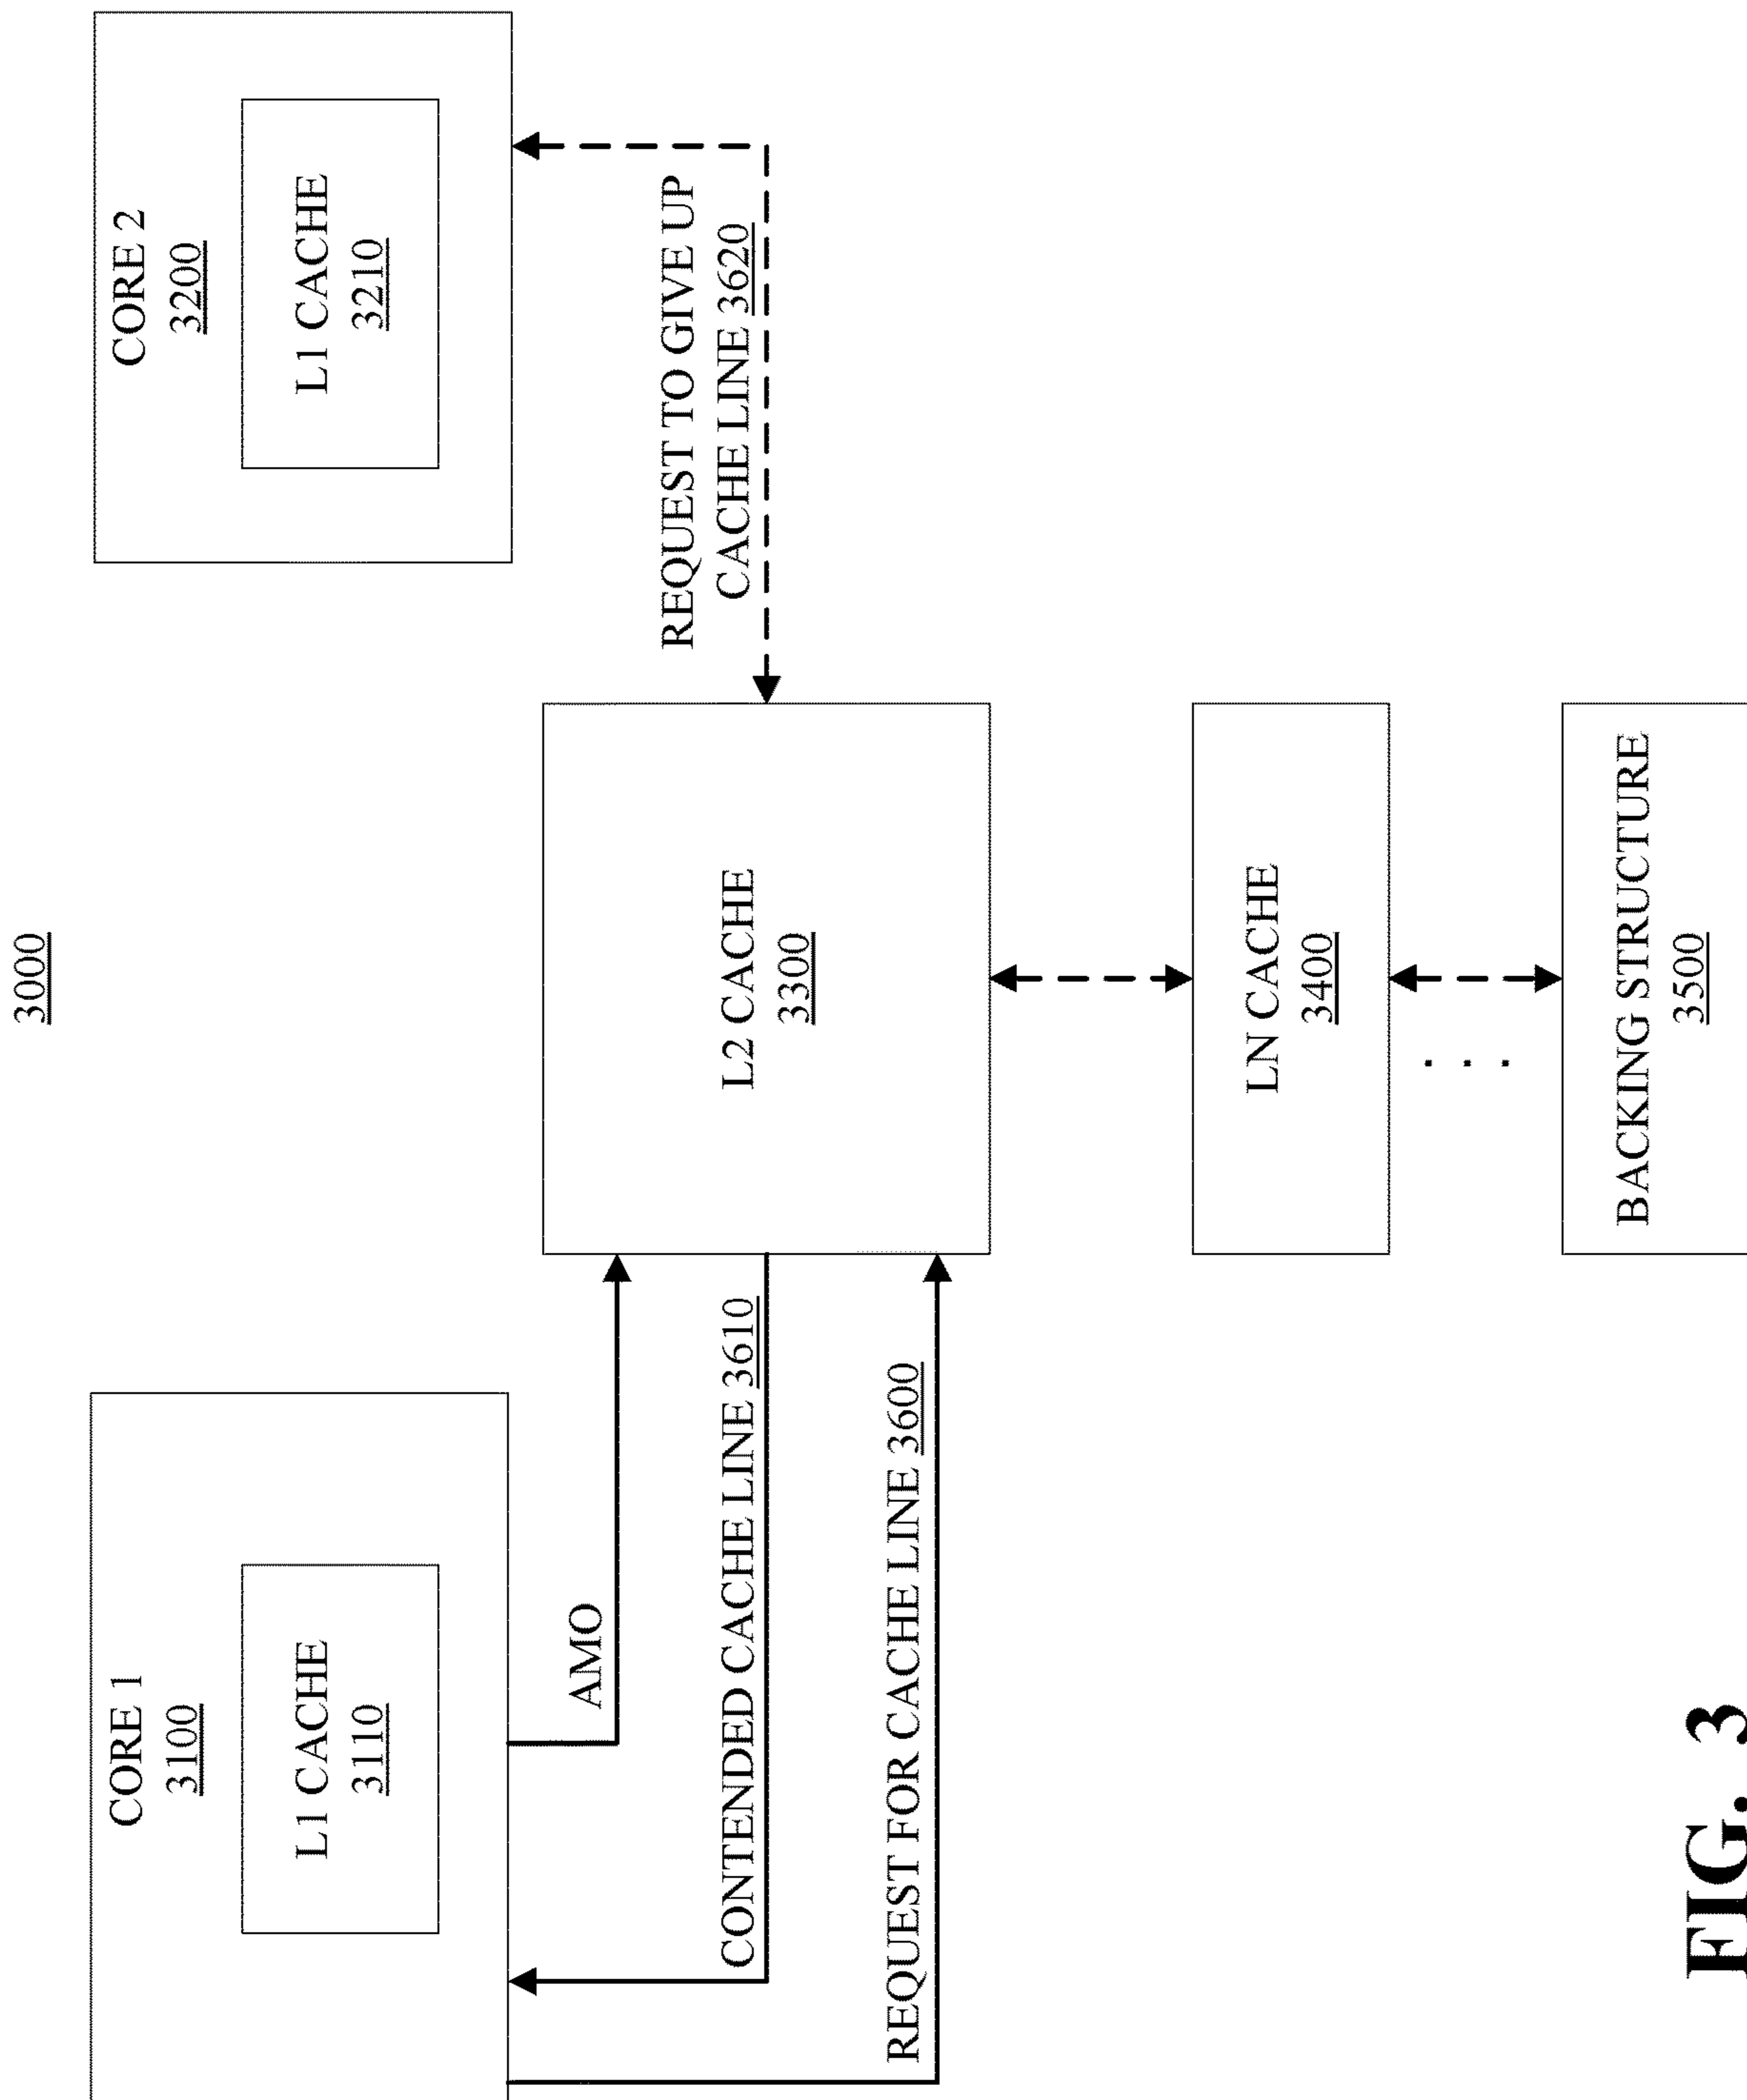 3000
CORE 1
3100
L1 CACHE
3110
CORE 2
3200
L1 CACHE
3210
AMO
CONTENDED CACHE LINE 3610
REQUEST FOR CACHE LINE 3600
L2 CACHE
3300
REQUEST TO GIVE UP
CACHE LINE 3620
LN CACHE
3400
. . .
BACKING STRUCTURE
3500
FIG. 3